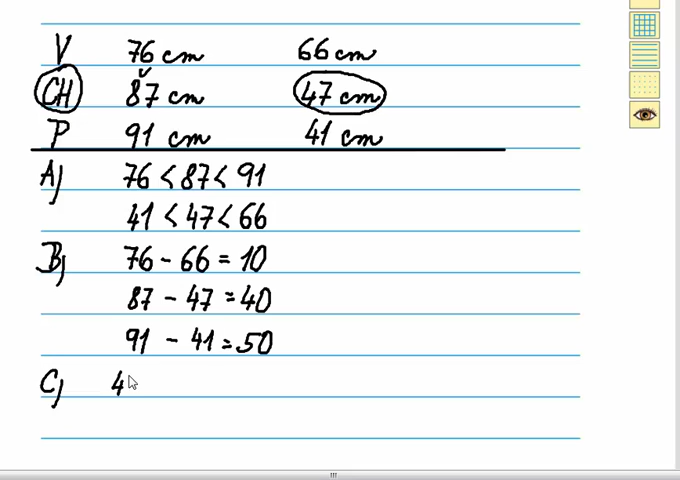 V 76 cm 66 cm
CH 87 cm 47 cm
P 91 cm 41 cm
A) 76 < 87 < 91
41 < 47 < 66
B) 76 - 66 = 10
87 - 47 = 40
91 - 41 = 50
C) 4